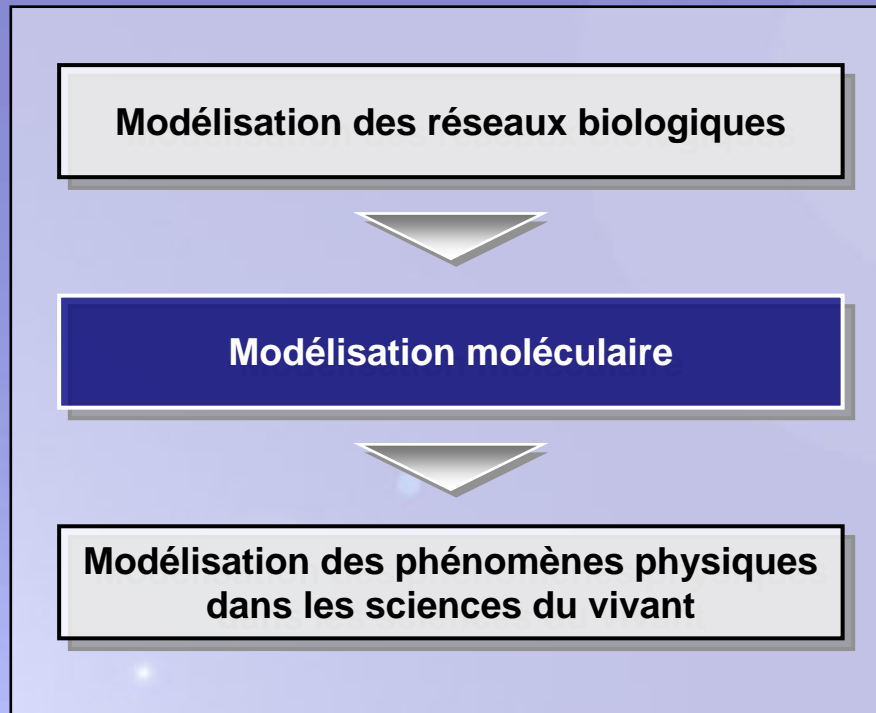 Modélisation des réseaux biologiques
Modélisation moléculaire
Modélisation des phénomènes physiques
dans les sciences du vivant